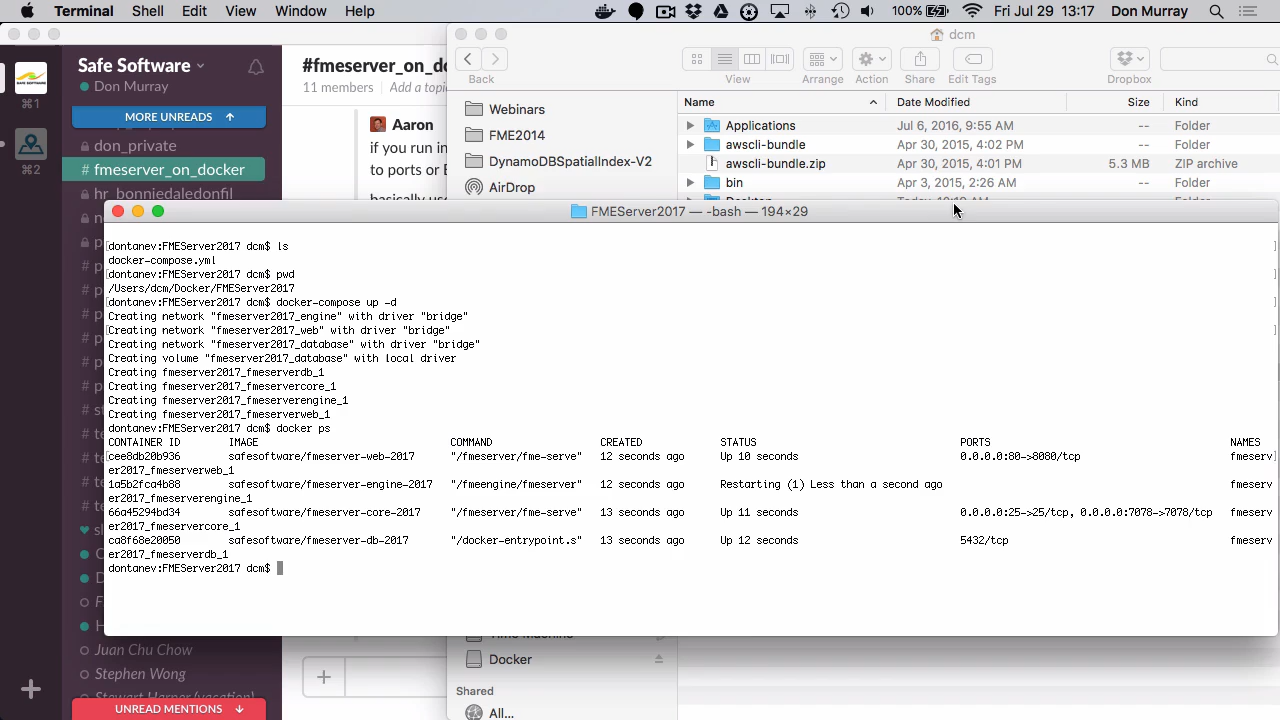 Terminal Shell Edit View Window Help
100% Fri Jul 29 13:17 Don Murray
Safe Software
Don Murray
⌘1
⌘2
MORE UNREADS ↑
don_private
fmeserver_on_docker
hr_bonniedaledonfil
Juan Chu Chow
Stephen Wong
Stewart Harper (vacation)
UNREAD MENTIONS ↓
+
#fmeserver_on_do
11 members | Add a topi
Aaron
if you run in
to ports or E
basically use
+
dcm
Back
View
Arrange
Action
Share
Edit Tags
Dropbox
Webinars
FME2014
DynamoDBSpatialIndex-V2
AirDrop
Name Date Modified Size Kind
Applications Jul 6, 2016, 9:55 AM -- Folder
awscli-bundle Apr 30, 2015, 4:02 PM -- Folder
awscli-bundle.zip Apr 30, 2015, 4:01 PM 5.3 MB ZIP archive
bin Apr 3, 2015, 2:26 AM -- Folder
Desktop -- Folder
FMEServer2017 — -bash — 194×29
[dontanev:FMEServer2017 dcm$ ls ]
docker-compose.yml
[dontanev:FMEServer2017 dcm$ pwd ]
/Users/dcm/Docker/FMEServer2017
[dontanev:FMEServer2017 dcm$ docker-compose up -d ]
Creating network "fmeserver2017_engine" with driver "bridge"
Creating network "fmeserver2017_web" with driver "bridge"
Creating network "fmeserver2017_database" with driver "bridge"
Creating volume "fmeserver2017_database" with local driver
Creating fmeserver2017_fmeserverdb_1
Creating fmeserver2017_fmeservercore_1
Creating fmeserver2017_fmeserverengine_1
Creating fmeserver2017_fmeserverweb_1
[dontanev:FMEServer2017 dcm$ docker ps ]
CONTAINER ID IMAGE COMMAND CREATED STATUS PORTS NAMES
cee8db20b936 safesoftware/fmeserver-web-2017 "/fmeserver/fme-serve" 12 seconds ago Up 10 seconds 0.0.0.0:80->8080/tcp fmeserv
er2017_fmeserverweb_1
1a5b2fca4b88 safesoftware/fmeserver-engine-2017 "/fmeengine/fmeserver" 12 seconds ago Restarting (1) Less than a second ago fmeserv
er2017_fmeserverengine_1
66a45294bd34 safesoftware/fmeserver-core-2017 "/fmeserver/fme-serve" 13 seconds ago Up 11 seconds 0.0.0.0:25->25/tcp, 0.0.0.0:7078->7078/tcp fmeserv
er2017_fmeservercore_1
ca8f68e20050 safesoftware/fmeserver-db-2017 "/docker-entrypoint.s" 13 seconds ago Up 12 seconds 5432/tcp fmeserv
er2017_fmeserverdb_1
dontanev:FMEServer2017 dcm$
Time Machine
Docker
Shared
All...